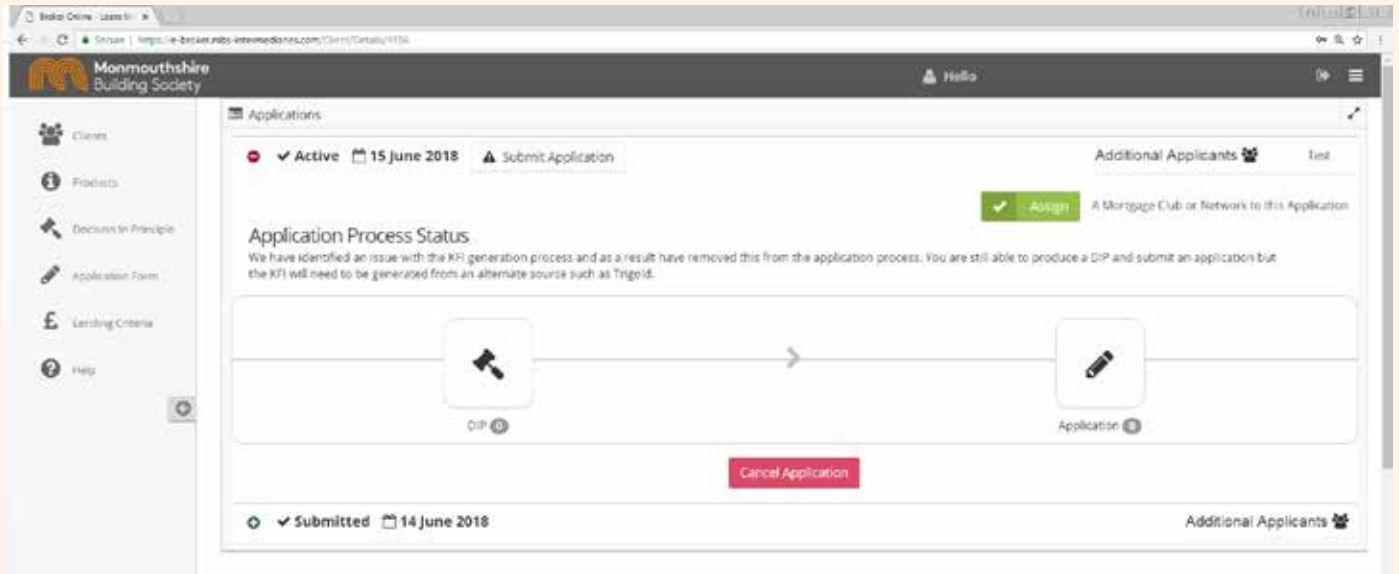 Secure
Monmouthshire
Building Society
Hello
Applications
Clients
Products
Decision In Principle
Application Form
Lending Criteria
Help
Active 15 June 2018 Submit Application
Additional Applicants Test
Assign A Mortgage Club or Network to this Application
Application Process Status
We have identified an issue with the KFI generation process and as a result have removed this from the application process. You are still able to produce a DIP and submit an application but
the KFI will need to be generated from an alternate source such as Trigold.
DIP 0
Application 0
Cancel Application
Submitted 14 June 2018
Additional Applicants